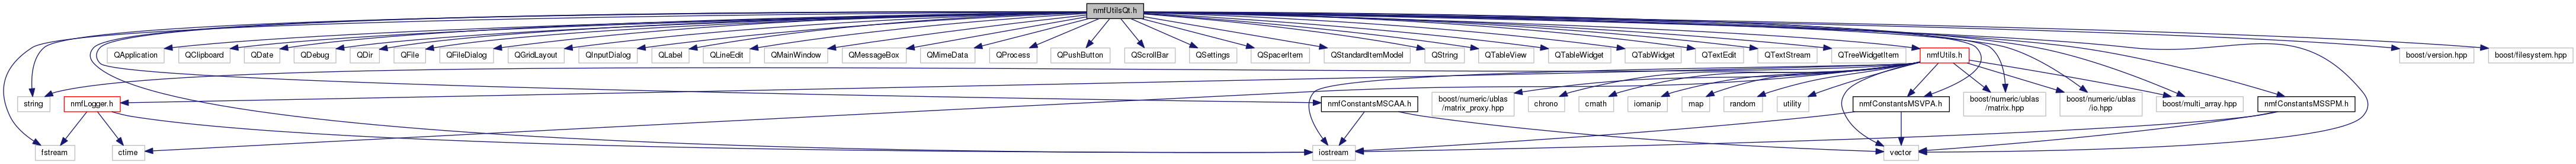 nmfUtilsQt.h
QApplication
QClipboard
QDate
QDebug
QDir
QFile
QFileDialog
QGridLayout
QInputDialog
QLabel
QLineEdit
QMainWindow
QMessageBox
QMimeData
QProcess
QPushButton
QScrollBar
QSettings
QSpacerItem
QStandardItemModel
QString
QTableView
QTableWidget
QTabWidget
QTextEdit
QTextStream
QTreeWidgetItem
nmfUtils.h
boost/version.hpp
boost/filesystem.hpp
string
nmfLogger.h
nmfConstantsMSCAA.h
boost/numeric/ublas
/matrix_proxy.hpp
chrono
cmath
iomanip
map
random
utility
nmfConstantsMSVPA.h
boost/numeric/ublas
/matrix.hpp
boost/numeric/ublas
/io.hpp
boost/multi_array.hpp
nmfConstantsMSSPM.h
fstream
ctime
iostream
vector